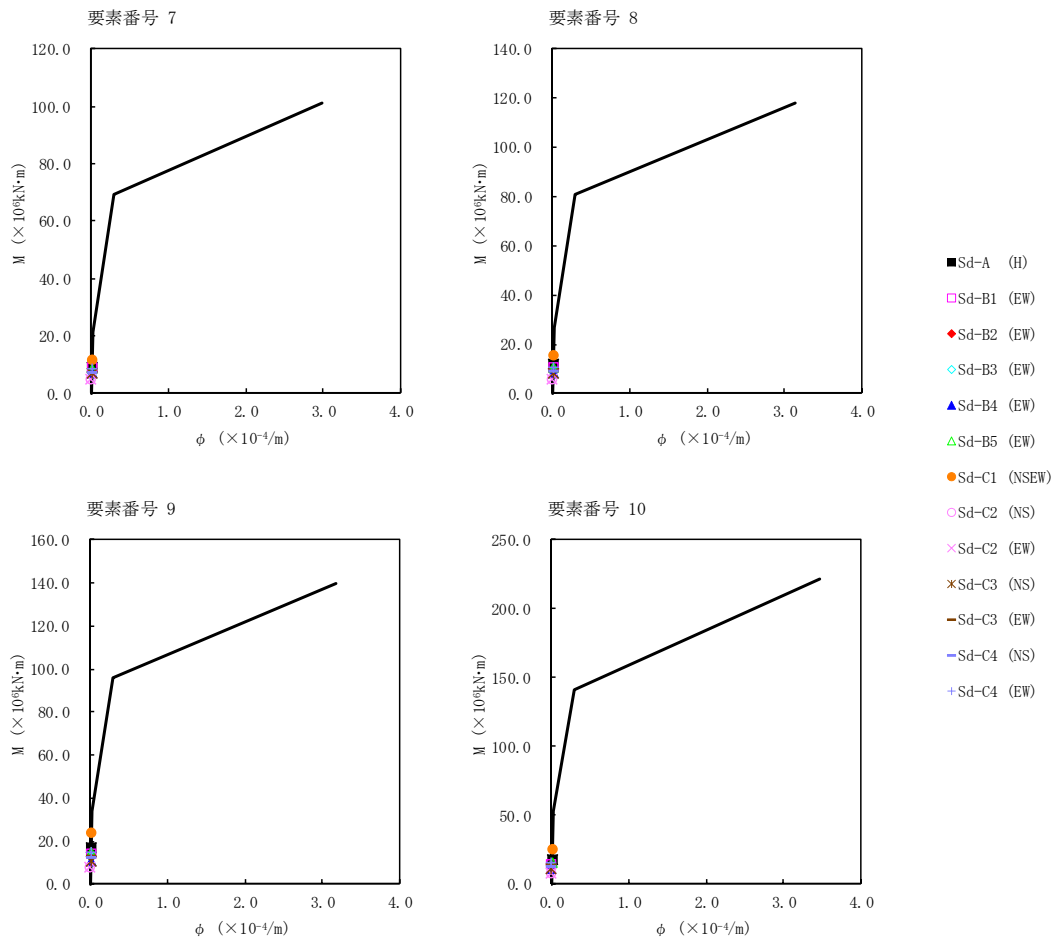 要素番号 7
120.0
100.0
80.0
60.0
40.0
20.0
0.0
M (×10⁶kN・m)
0.0 1.0 2.0 3.0 4.0
φ (×10⁻⁴/m)
要素番号 8
140.0
120.0
100.0
80.0
60.0
40.0
20.0
0.0
M (×10⁶kN・m)
0.0 1.0 2.0 3.0 4.0
φ (×10⁻⁴/m)
要素番号 9
160.0
140.0
120.0
100.0
80.0
60.0
40.0
20.0
0.0
M (×10⁶kN・m)
0.0 1.0 2.0 3.0 4.0
φ (×10⁻⁴/m)
要素番号 10
250.0
200.0
150.0
100.0
50.0
0.0
M (×10⁶kN・m)
0.0 1.0 2.0 3.0 4.0
φ (×10⁻⁴/m)
Sd-A (H)
Sd-B1 (EW)
Sd-B2 (EW)
Sd-B3 (EW)
Sd-B4 (EW)
Sd-B5 (EW)
Sd-C1 (NSEW)
Sd-C2 (NS)
Sd-C2 (EW)
Sd-C3 (NS)
Sd-C3 (EW)
Sd-C4 (NS)
Sd-C4 (EW)